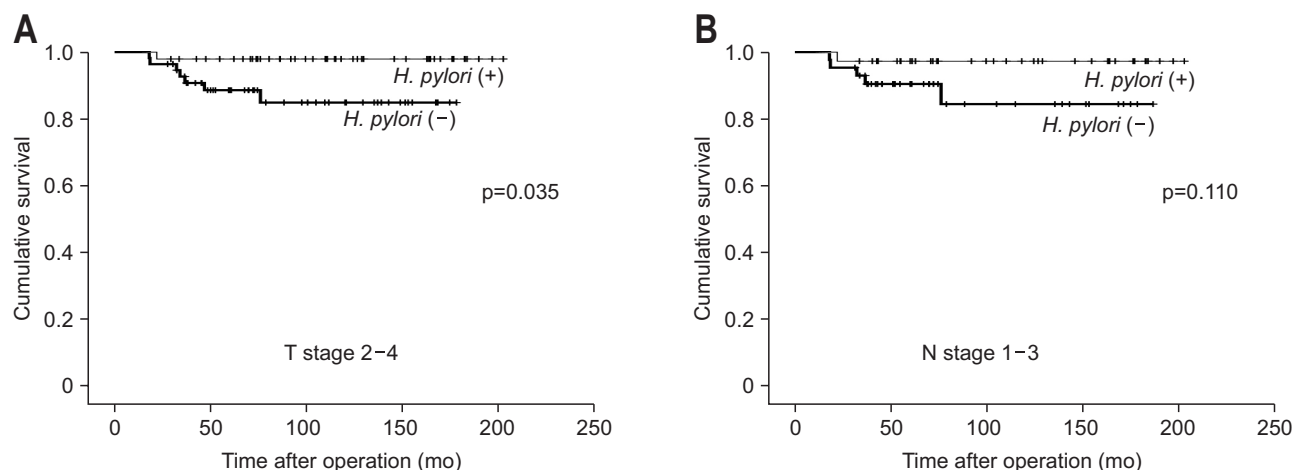 A
Cumulative survival
1.0
0.8
0.6
0.4
0.2
0
H. pylori (+)
H. pylori (−)
p=0.035
T stage 2−4
0 50 100 150 200 250
Time after operation (mo)
B
Cumulative survival
1.0
0.8
0.6
0.4
0.2
0
H. pylori (+)
H. pylori (−)
p=0.110
N stage 1−3
0 50 100 150 200 250
Time after operation (mo)